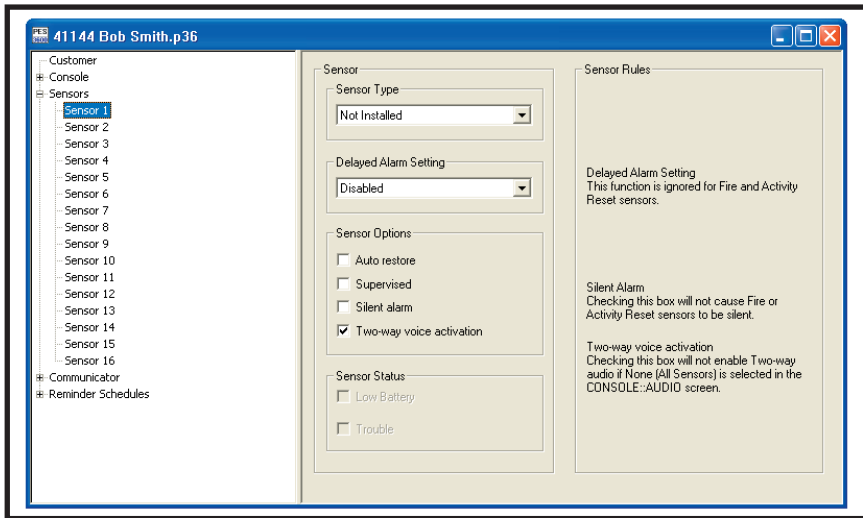 PES
41144 Bob Smith.p36
Customer
Console
Sensors
Sensor 1
Sensor 2
Sensor 3
Sensor 4
Sensor 5
Sensor 6
Sensor 7
Sensor 8
Sensor 9
Sensor 10
Sensor 11
Sensor 12
Sensor 13
Sensor 14
Sensor 15
Sensor 16
Communicator
Reminder Schedules
Sensor
Sensor Type
Not Installed
Delayed Alarm Setting
Disabled
Sensor Options
Auto restore
Supervised
Silent alarm
Two-way voice activation
Sensor Status
Low Battery
Trouble
Sensor Rules
Delayed Alarm Setting
This function is ignored for Fire and Activity
Reset sensors.
Silent Alarm
Checking this box will not cause Fire or
Activity Reset sensors to be silent.
Two-way voice activation
Checking this box will not enable Two-way
audio if None (All Sensors) is selected in the
CONSOLE::AUDIO screen.